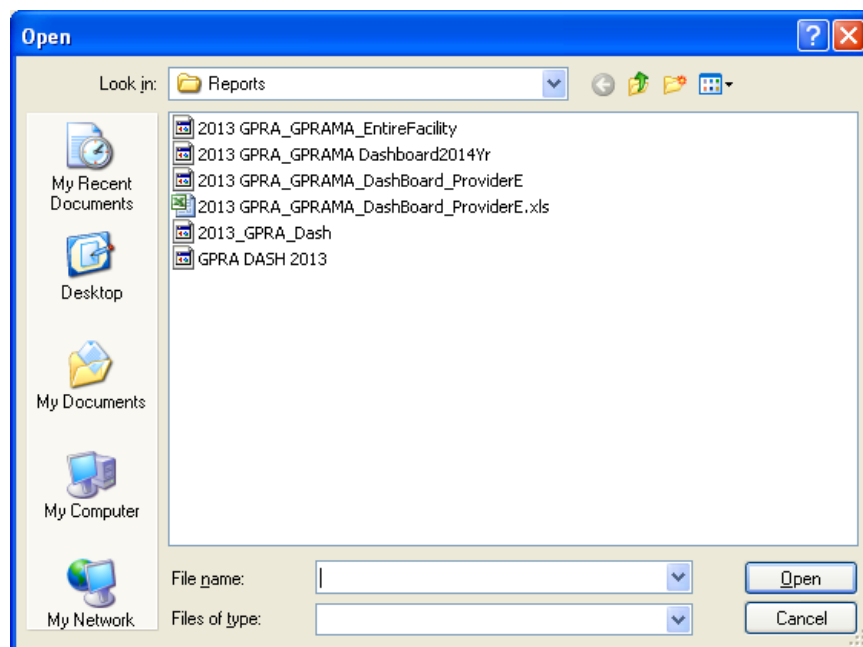 Open
Look in:
Reports
My Recent
Documents
Desktop
My Documents
My Computer
My Network
2013 GPRA_GPRAMA_EntireFacility
2013 GPRA_GPRAMA Dashboard2014Yr
2013 GPRA_GPRAMA_DashBoard_ProviderE
2013 GPRA_GPRAMA_DashBoard_ProviderE.xls
2013_GPRA_Dash
GPRA DASH 2013
File name:
Open
Files of type:
Cancel